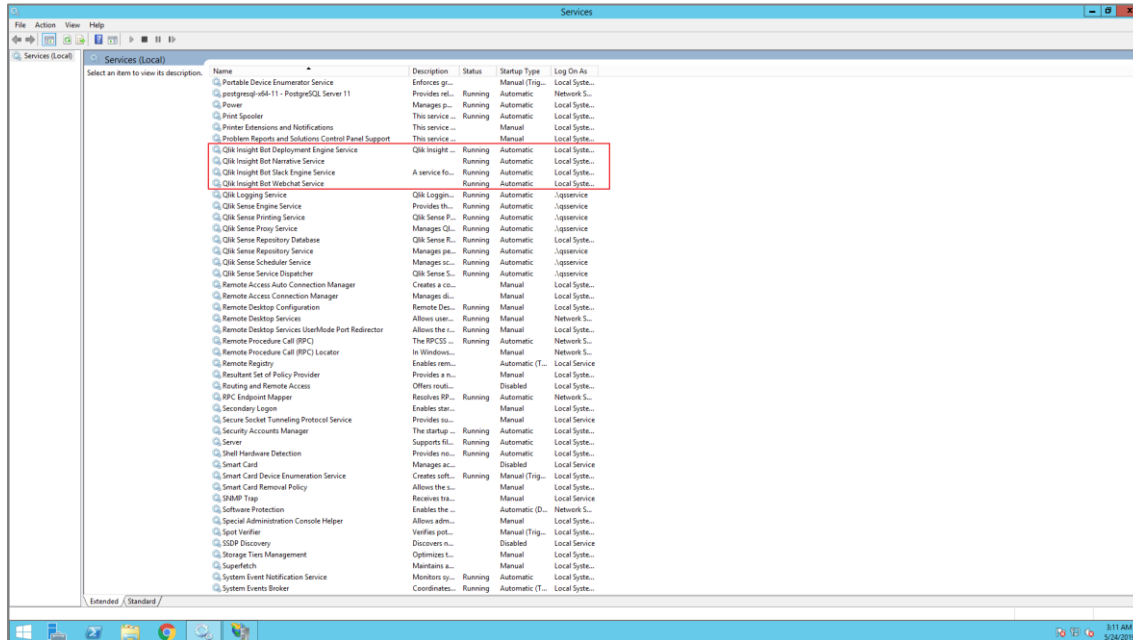 Services
File Action View Help
Services (Local)
Services (Local)
Select an item to view its description.
Name Description Status Startup Type Log On As
Portable Device Enumerator Service Enforces gr... Manual (Trig... Local Syste...
postgresql-x64-11 - PostgreSQL Server 11 Provides rel... Running Automatic Network S...
Power Manages p... Running Automatic Local Syste...
Print Spooler This service ... Running Automatic Local Syste...
Printer Extensions and Notifications This service ... Manual Local Syste...
Problem Reports and Solutions Control Panel Support This service ... Manual Local Syste...
Qlik Insight Bot Deployment Engine Service Qlik Insight ... Running Automatic Local Syste...
Qlik Insight Bot Narrative Service Running Automatic Local Syste...
Qlik Insight Bot Slack Engine Service A service fo... Running Automatic Local Syste...
Qlik Insight Bot Webchat Service Running Automatic Local Syste...
Qlik Logging Service Qlik Loggin... Running Automatic .\qsservice
Qlik Sense Engine Service Provides th... Running Automatic .\qsservice
Qlik Sense Printing Service Qlik Sense P... Running Automatic .\qsservice
Qlik Sense Proxy Service Manages Ql... Running Automatic .\qsservice
Qlik Sense Repository Database Qlik Sense R... Running Automatic Local Syste...
Qlik Sense Repository Service Manages pe... Running Automatic .\qsservice
Qlik Sense Scheduler Service Manages sc... Running Automatic .\qsservice
Qlik Sense Service Dispatcher Qlik Sense S... Running Automatic .\qsservice
Remote Access Auto Connection Manager Creates a co... Manual Local Syste...
Remote Access Connection Manager Manages di... Manual Local Syste...
Remote Desktop Configuration Remote Des... Running Manual Local Syste...
Remote Desktop Services Allows user... Running Manual Network S...
Remote Desktop Services UserMode Port Redirector Allows the r... Running Manual Local Syste...
Remote Procedure Call (RPC) The RPCSS ... Running Automatic Network S...
Remote Procedure Call (RPC) Locator In Windows... Manual Network S...
Remote Registry Enables rem... Automatic (T... Local Service
Resultant Set of Policy Provider Provides a n... Manual Local Syste...
Routing and Remote Access Offers routi... Disabled Local Syste...
RPC Endpoint Mapper Resolves RP... Running Automatic Network S...
Secondary Logon Enables star... Manual Local Syste...
Secure Socket Tunneling Protocol Service Provides su... Manual Local Service
Security Accounts Manager The startup ... Running Automatic Local Syste...
Server Supports fil... Running Automatic Local Syste...
Shell Hardware Detection Provides no... Running Automatic Local Syste...
Smart Card Manages ac... Disabled Local Service
Smart Card Device Enumeration Service Creates soft... Running Manual (Trig... Local Syste...
Smart Card Removal Policy Allows the s... Manual Local Syste...
SNMP Trap Receives tra... Manual Local Service
Software Protection Enables the ... Automatic (D... Network S...
Special Administration Console Helper Allows adm... Manual Local Syste...
Spot Verifier Verifies pot... Manual (Trig... Local Syste...
SSDP Discovery Discovers n... Disabled Local Service
Storage Tiers Management Optimizes t... Manual Local Syste...
Superfetch Maintains a... Manual Local Syste...
System Event Notification Service Monitors sy... Running Automatic Local Syste...
System Events Broker Coordinates... Running Automatic (T... Local Syste...
Extended Standard
3:11 AM